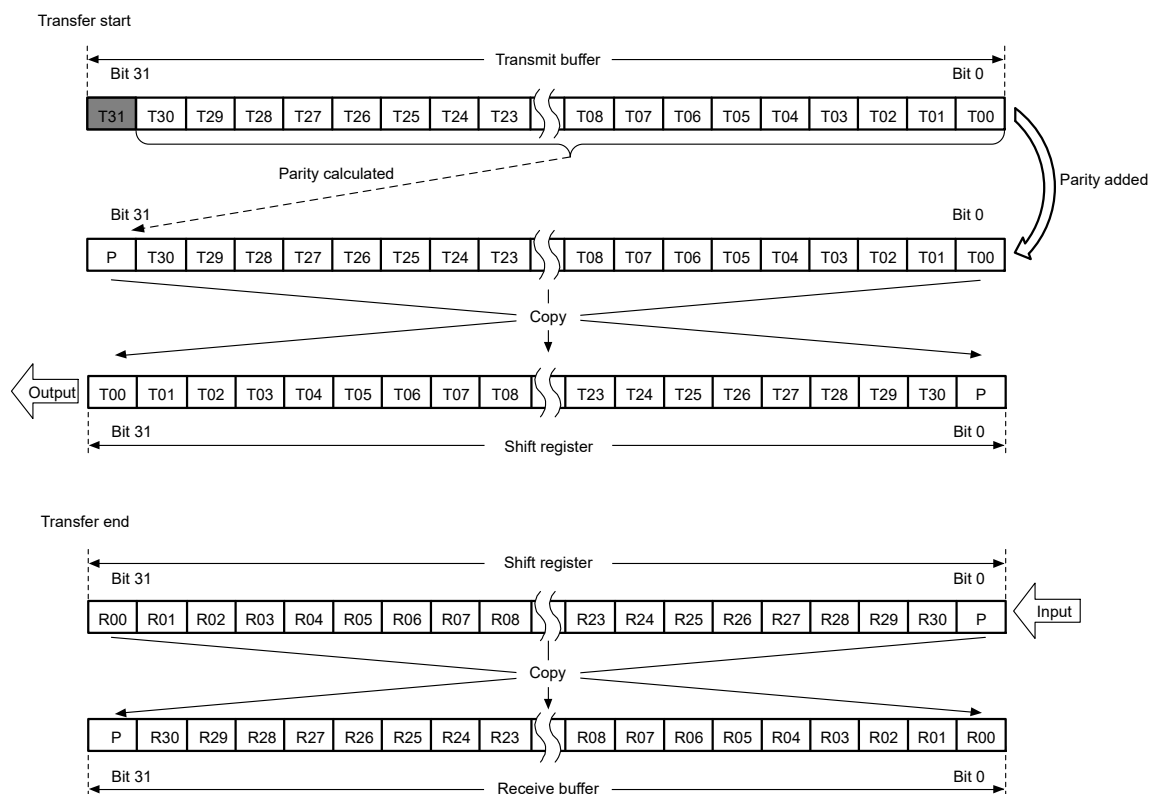 Transfer start
Transmit buffer
Bit 31 Bit 0
T31 T30 T29 T28 T27 T26 T25 T24 T23 T08 T07 T06 T05 T04 T03 T02 T01 T00
Parity calculated
Parity added
Bit 31 Bit 0
P T30 T29 T28 T27 T26 T25 T24 T23 T08 T07 T06 T05 T04 T03 T02 T01 T00
Copy
Output T00 T01 T02 T03 T04 T05 T06 T07 T08 T23 T24 T25 T26 T27 T28 T29 T30 P
Bit 31 Bit 0
Shift register
Transfer end
Shift register
Bit 31 Bit 0
R00 R01 R02 R03 R04 R05 R06 R07 R08 R23 R24 R25 R26 R27 R28 R29 R30 P Input
Copy
P R30 R29 R28 R27 R26 R25 R24 R23 R08 R07 R06 R05 R04 R03 R02 R01 R00
Bit 31 Bit 0
Receive buffer